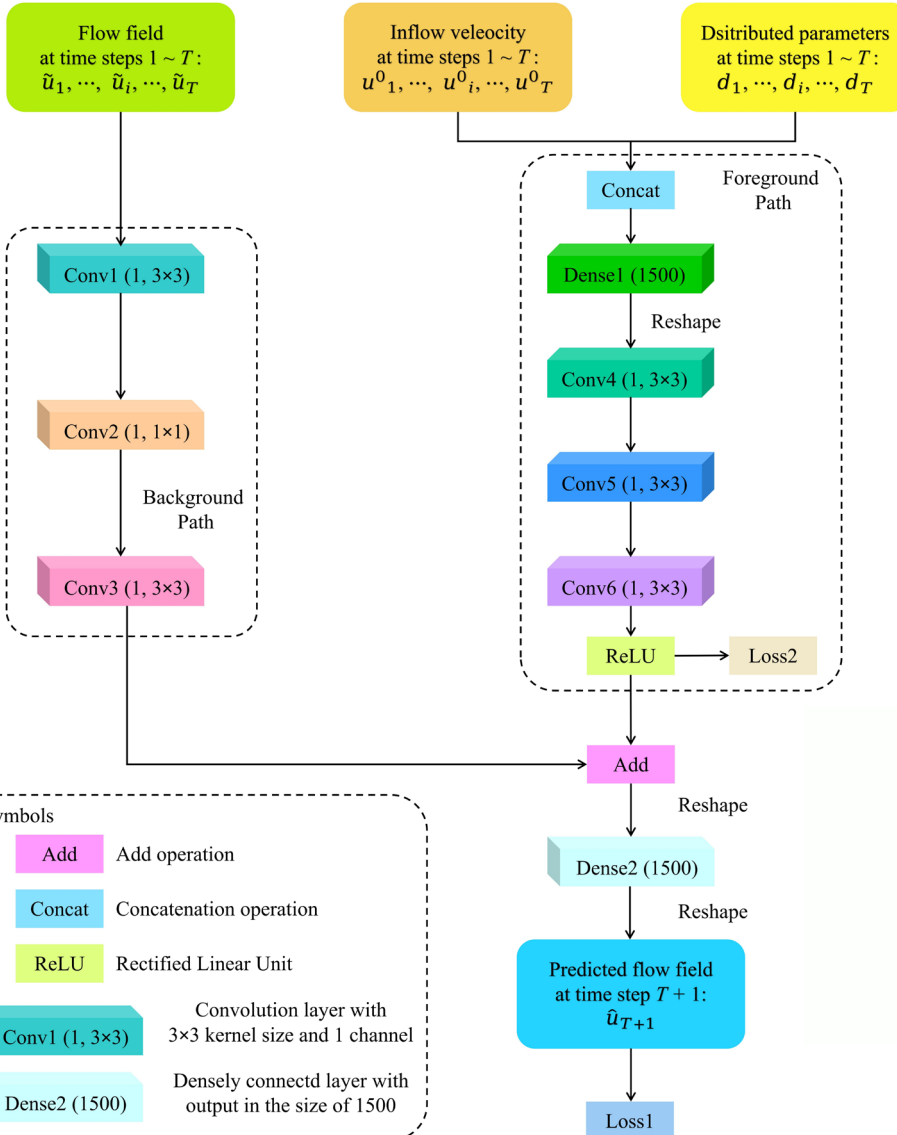 Flow field
at time steps 1 ~ T:
ũ₁, ···, ũᵢ, ···, ũ_T
Inflow veleocity
at time steps 1 ~ T:
u⁰₁, ···, u⁰ᵢ, ···, u⁰_T
Dsitributed parameters
at time steps 1 ~ T:
d₁, ···, dᵢ, ···, d_T
Foreground
Path
Concat
Dense1 (1500)
Reshape
Conv4 (1, 3×3)
Conv5 (1, 3×3)
Conv6 (1, 3×3)
ReLU
Loss2
Conv1 (1, 3×3)
Conv2 (1, 1×1)
Background
Path
Conv3 (1, 3×3)
Add
Reshape
Dense2 (1500)
Reshape
Predicted flow field
at time step T + 1:
û_{T+1}
Loss1
ymbols
Add
Add operation
Concat
Concatenation operation
ReLU
Rectified Linear Unit
Conv1 (1, 3×3)
Convolution layer with
3×3 kernel size and 1 channel
Dense2 (1500)
Densely connectd layer with
output in the size of 1500